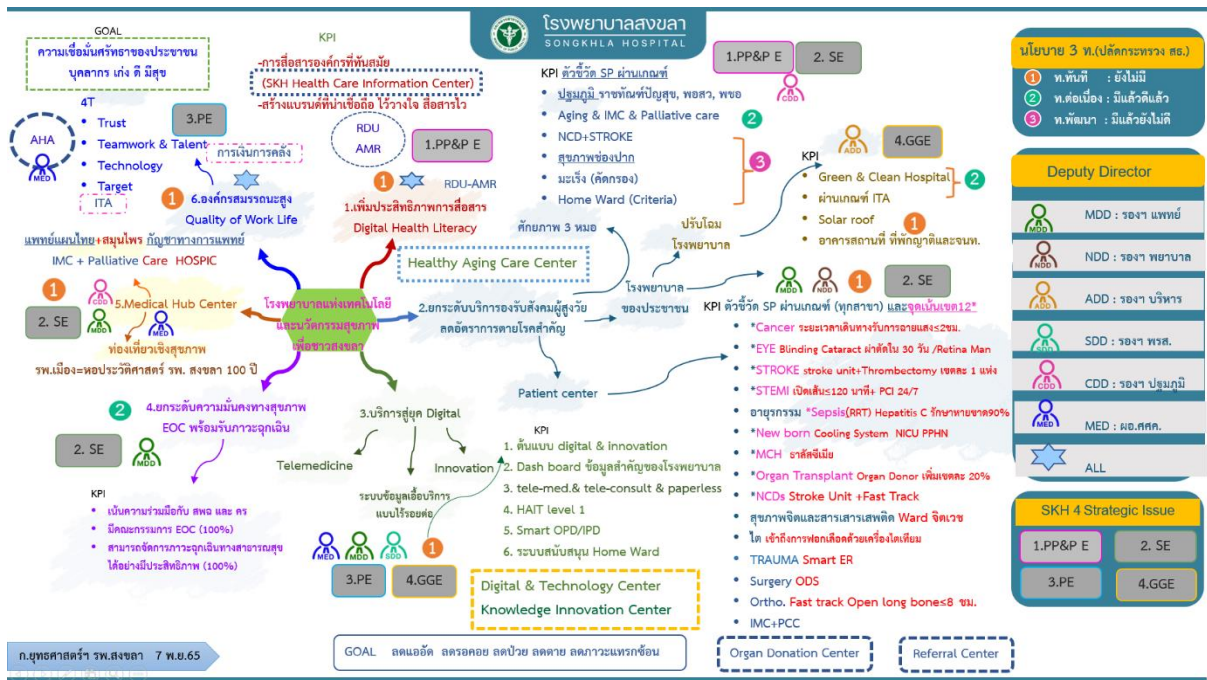 โรงพยาบาลสงขลา
SONGKHLA HOSPITAL
GOAL
ความเชื่อมั่นศรัทธาของประชาชน
บุคลากร เก่ง ดี มีสุข
4T
Trust
Teamwork & Talent
Technology
Target
ITA
AHA
MED
3.PE
การเงินการคลัง
1
6.องค์กรสมรรถนะสูง
Quality of Work Life
KPI
-การสื่อสารองค์กรที่ทันสมัย
(SKH Health Care Information Center)
-สร้างแบรนด์ที่น่าเชื่อถือ ไว้วางใจ สื่อสารไว
RDU
AMR
1.PP&P E
1
RDU-AMR
1.เพิ่มประสิทธิภาพการสื่อสาร
Digital Health Literacy
Healthy Aging Care Center
1.PP&P E
2. SE
CDD
KPI ตัวชี้วัด SP ผ่านเกณฑ์
ปฐมภูมิ ราชทัณฑ์ปัญสุข, พอสว, พชอ
Aging & IMC & Palliative care
2
NCD+STROKE
สุขภาพช่องปาก
มะเร็ง (คัดกรอง)
Home Ward (Criteria)
3
ศักยภาพ 3 หมอ
ปรับโฉม
โรงพยาบาล
ADD
4.GGE
KPI
Green & Clean Hospital
ผ่านเกณฑ์ ITA
2
Solar roof
1
อาคารสถานที่ ที่พักญาติและจนท.
โรงพยาบาล
ของประชาชน
2.ยกระดับบริการองรับสังคมผู้สูงวัย
ลดอัตราการตายโรคสำคัญ
Patient center
โรงพยาบาลแห่งเทคโนโลยี
และนวัตกรรมสุขภาพ
เพื่อชาวสงขลา
แพทย์แผนไทย+สมุนไพร กัญชาทางการแพทย์
IMC + Palliative Care HOSPIC
1
CDD
5.Medical Hub Center
2. SE
MDD
MED
ท่องเที่ยวเชิงสุขภาพ
รพ.เมือง=หอประวัติศาสตร์ รพ. สงขลา 100 ปี
2
4.ยกระดับความมั่นคงทางสุขภาพ
EOC พร้อมรับภาวะฉุกเฉิน
2. SE
MDD
KPI
เน้นความร่วมมือกับ สพฉ และ คร
มีคณะกรรมการ EOC (100%)
สามารถจัดการภาวะฉุกเฉินทางสาธารณสุข
ได้อย่างมีประสิทธิภาพ (100%)
3.บริการสู่ยุค Digital
Telemedicine
Innovation
ระบบข้อมูลเอื้อบริการ
แบบไร้รอยต่อ
MED
MDD
SDD
1
3.PE
4.GGE
KPI
1. ต้นแบบ digital & innovation
2. Dash board ข้อมูลสำคัญของโรงพยาบาล
3. tele-med.& tele-consult & paperless
4. HAIT level 1
5. Smart OPD/IPD
6. ระบบสนับสนุน Home Ward
Digital & Technology Center
Knowledge Innovation Center
MDD
NDD
1
2. SE
KPI ตัวชี้วัด SP ผ่านเกณฑ์ (ทุกสาขา) และจุดเน้นเขต12*
*Cancer ระยะเวลาเดินทางรับการฉายแสง≤2ชม.
*EYE Blinding Cataract ผ่าตัดใน 30 วัน /Retina Man
*STROKE stroke unit+Thrombectomy เขตละ 1 แห่ง
*STEMI เปิดเส้น≤120 นาที+ PCI 24/7
อายุรกรรม *Sepsis(RRT) Hepatitis C รักษาหายขาด90%
*New born Cooling System NICU PPHN
*MCH ธาลัสซีเมีย
*Organ Transplant Organ Donor เพิ่มเขตละ 20%
*NCDs Stroke Unit +Fast Track
สุขภาพจิตและสารเสารเสพติด Ward จิตเวช
ไต เข้าถึงการฟอกเลือดด้วยเครื่องไตเทียม
TRAUMA Smart ER
Surgery ODS
Ortho. Fast track Open long bone≤8 ชม.
IMC+PCC
นโยบาย 3 ท.(ปลัดกระทรวง สธ.)
1 ท.ทันที : ยังไม่มี
2 ท.ต่อเนื่อง : มีแล้วดีแล้ว
3 ท.พัฒนา : มีแล้วยังไม่ดี
Deputy Director
MDD MDD : รองฯ แพทย์
NDD NDD : รองฯ พยาบาล
ADD ADD : รองฯ บริหาร
SDD SDD : รองฯ พรส.
CDD CDD : รองฯ ปฐมภูมิ
MED MED : ผอ.ศศค.
ALL
SKH 4 Strategic Issue
1.PP&P E
2. SE
3.PE
4.GGE
ก.ยุทธศาสตร์ฯ รพ.สงขลา 7 พ.ย.65
GOAL ลดแออัด ลดรอคอย ลดป่วย ลดตาย ลดภาวะแทรกซ้อน
Organ Donation Center
Referral Center